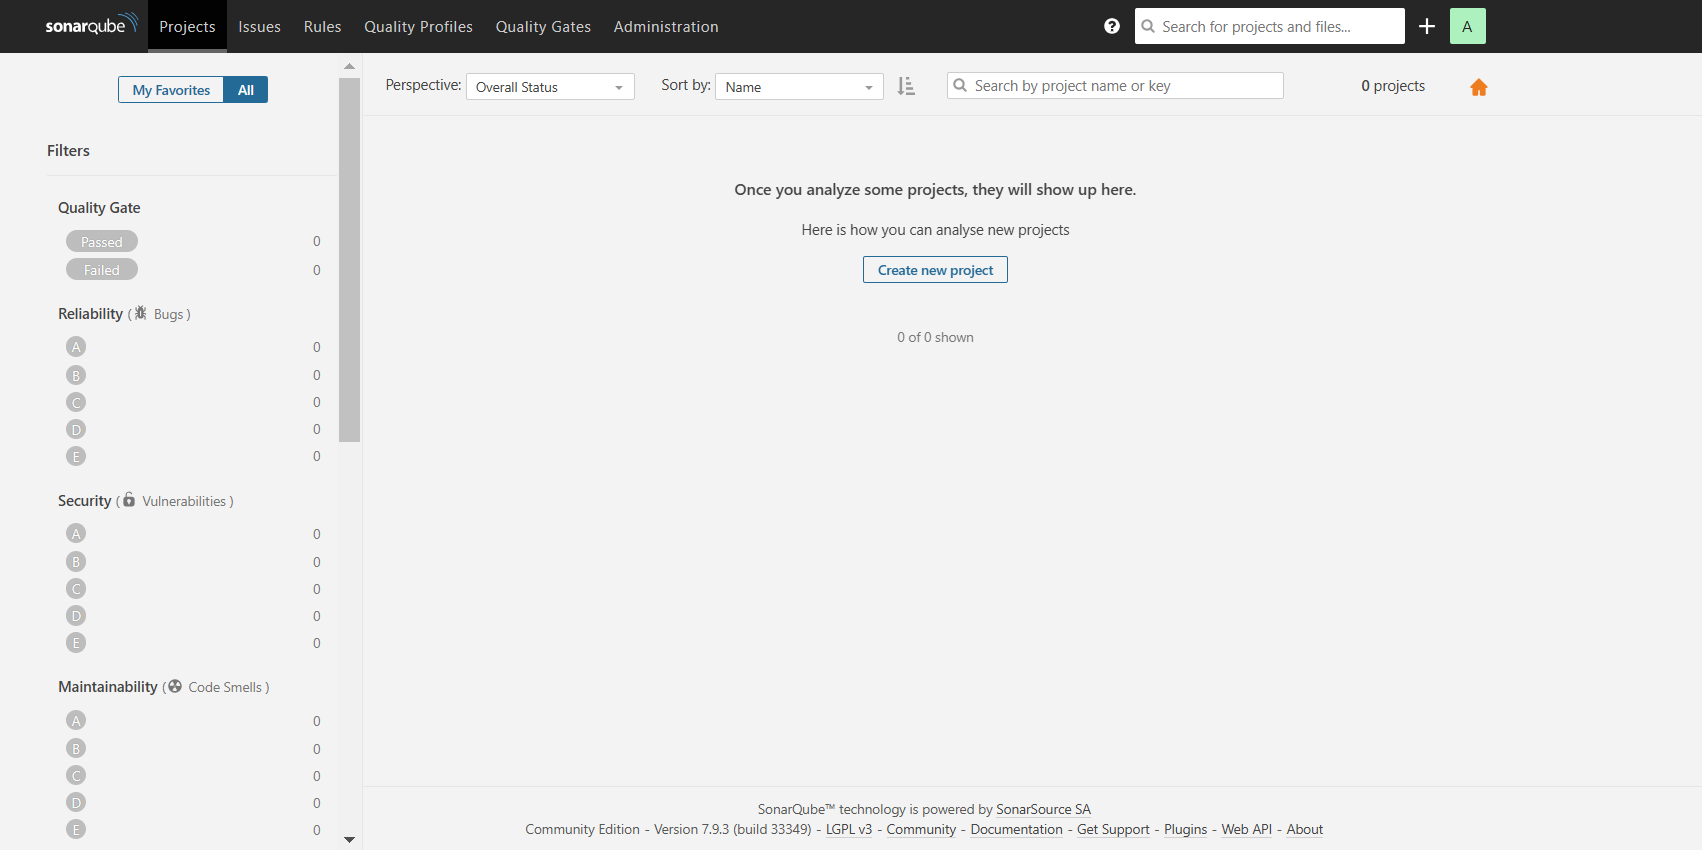 sonarqube Projects Issues Rules Quality Profiles Quality Gates Administration ? Search for projects and files... + A
My Favorites All
Perspective: Overall Status Sort by: Name Search by project name or key 0 projects
Filters
Quality Gate
Passed 0
Failed 0
Reliability ( Bugs )
A 0
B 0
C 0
D 0
E 0
Security ( Vulnerabilities )
A 0
B 0
C 0
D 0
E 0
Maintainability ( Code Smells )
A 0
B 0
C 0
D 0
E 0
Once you analyze some projects, they will show up here.
Here is how you can analyse new projects
Create new project
0 of 0 shown
SonarQube™ technology is powered by SonarSource SA
Community Edition - Version 7.9.3 (build 33349) - LGPL v3 - Community - Documentation - Get Support - Plugins - Web API - About